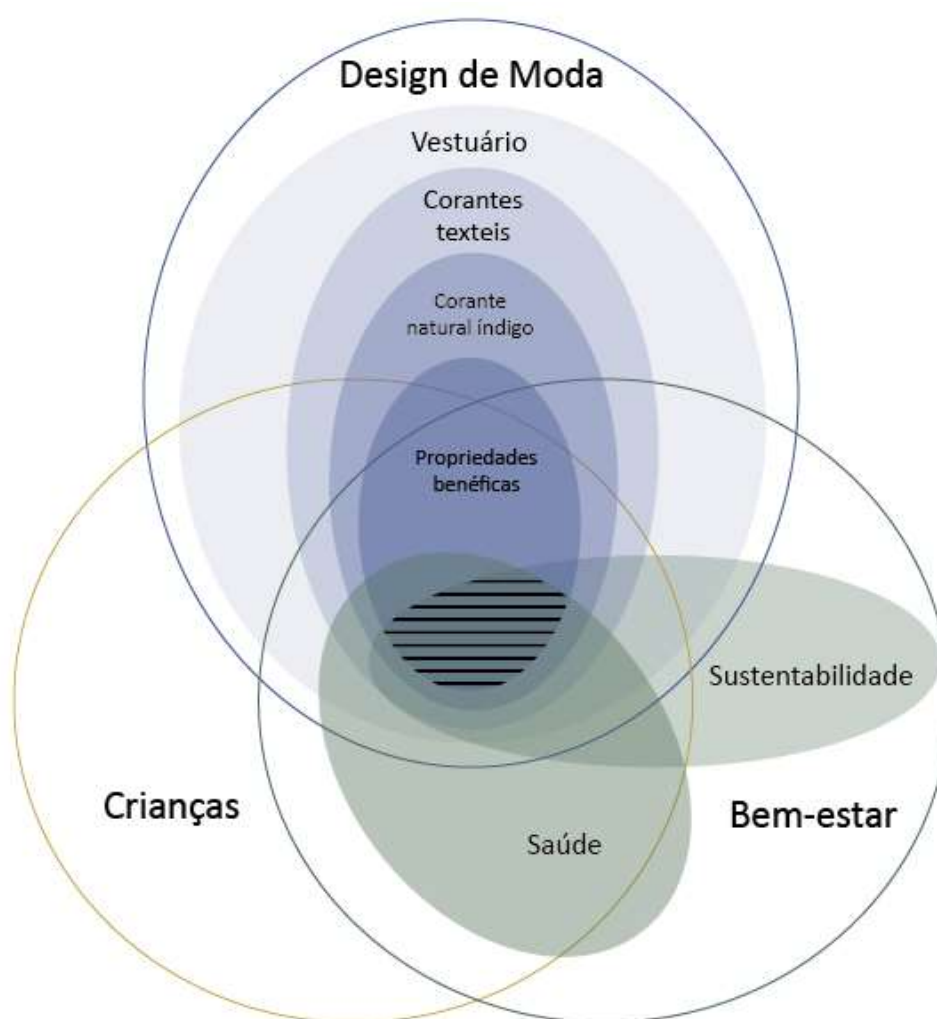 Design de Moda
Vestuário
Corantes
texteis
Corante
natural índigo
Propriedades
benéficas
Sustentabilidade
Crianças
Bem-estar
Saúde